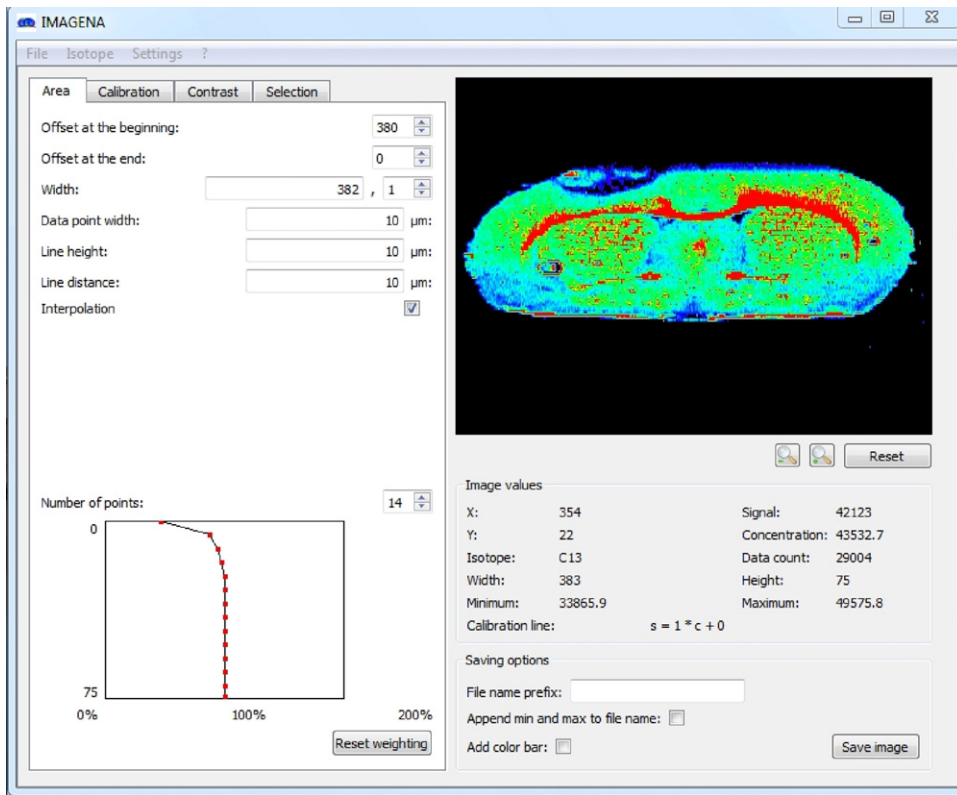 IMAGENA
File Isotope Settings ?
Area Calibration Contrast Selection
Offset at the beginning: 380
Offset at the end: 0
Width: 382 , 1
Data point width: 10 µm:
Line height: 10 µm:
Line distance: 10 µm:
Interpolation
Number of points: 14
0
75
0% 100% 200%
Reset weighting
Reset
Image values
X: 354 Signal: 42123
Y: 22 Concentration: 43532.7
Isotope: C13 Data count: 29004
Width: 383 Height: 75
Minimum: 33865.9 Maximum: 49575.8
Calibration line: s = 1 * c + 0
Saving options
File name prefix:
Append min and max to file name:
Add color bar:
Save image